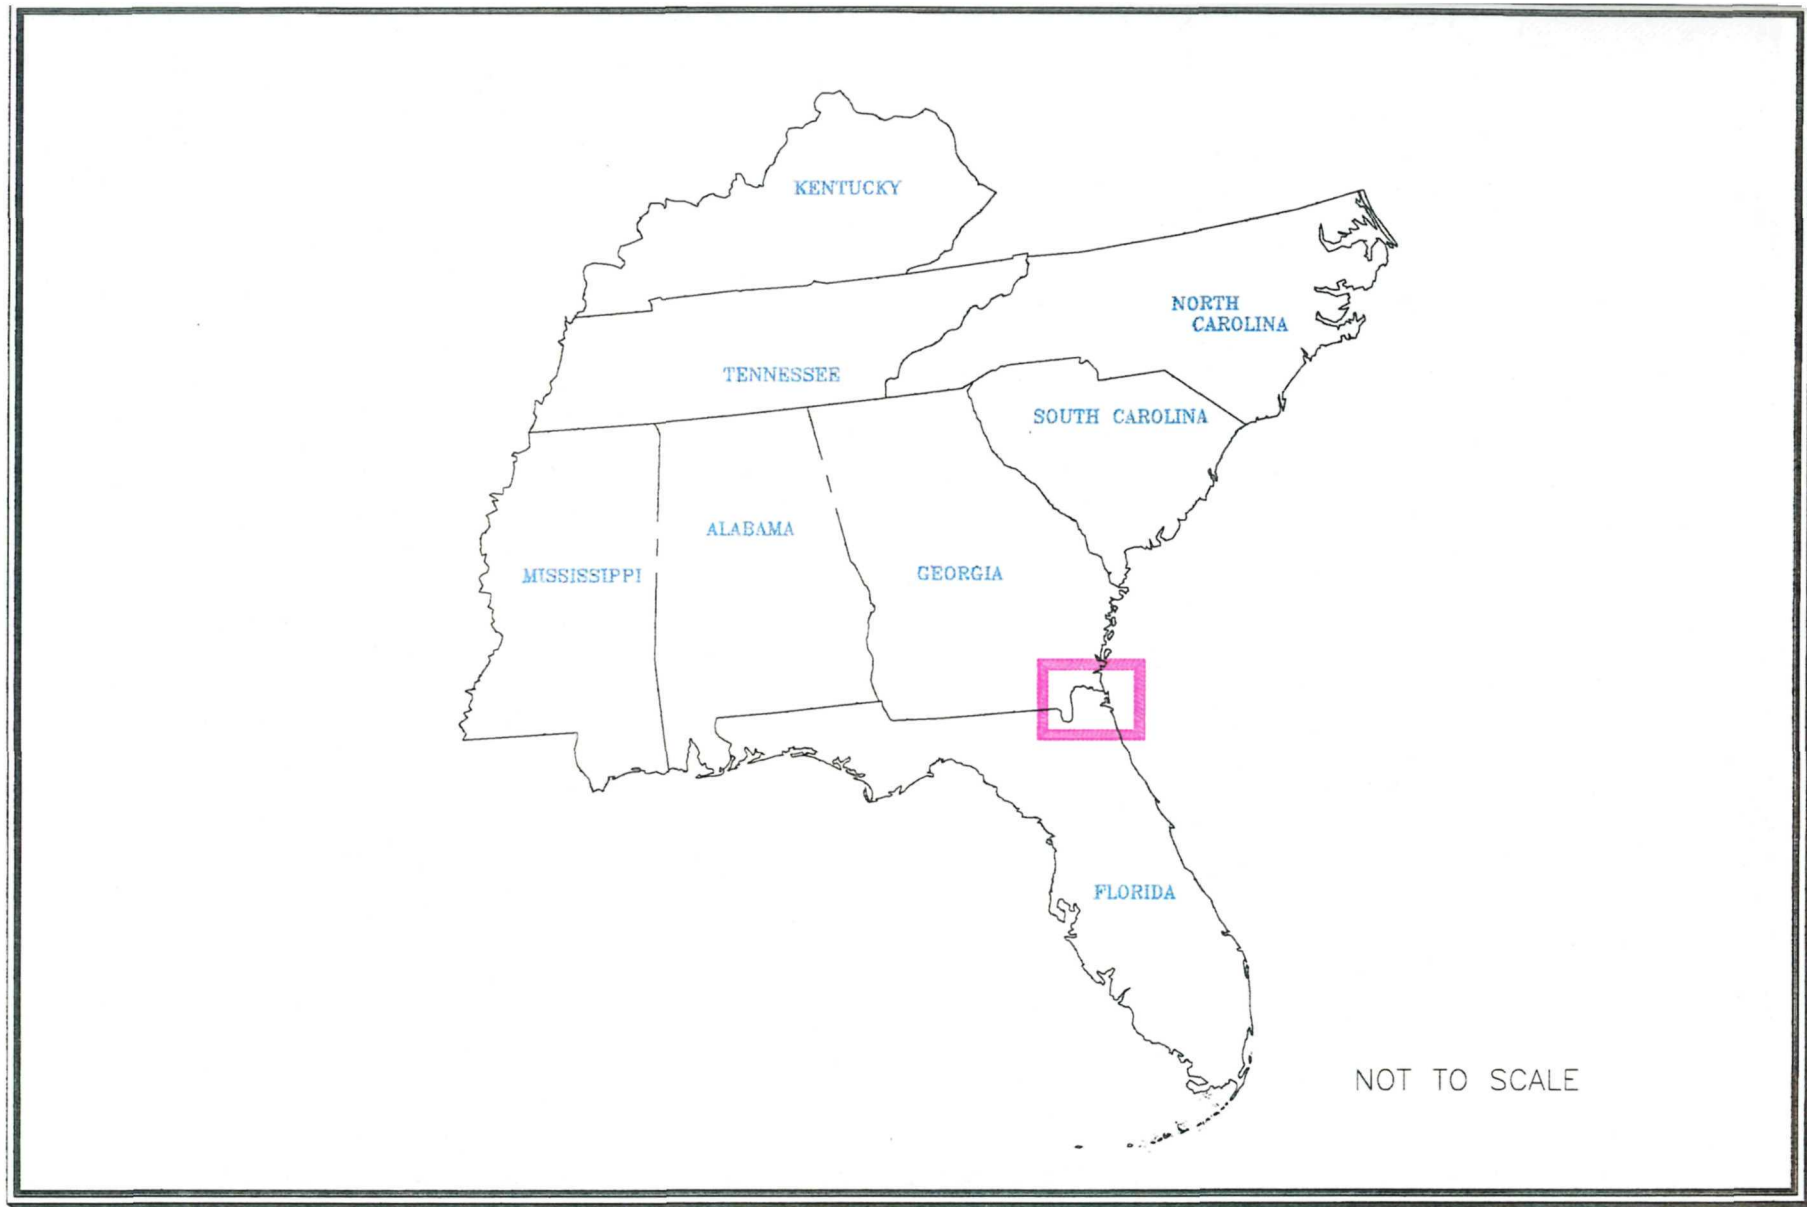 KENTUCKY
NORTH
CAROLINA
TENNESSEE
SOUTH CAROLINA
ALABAMA
MISSISSIPPI
GEORGIA
FLORIDA
NOT TO SCALE